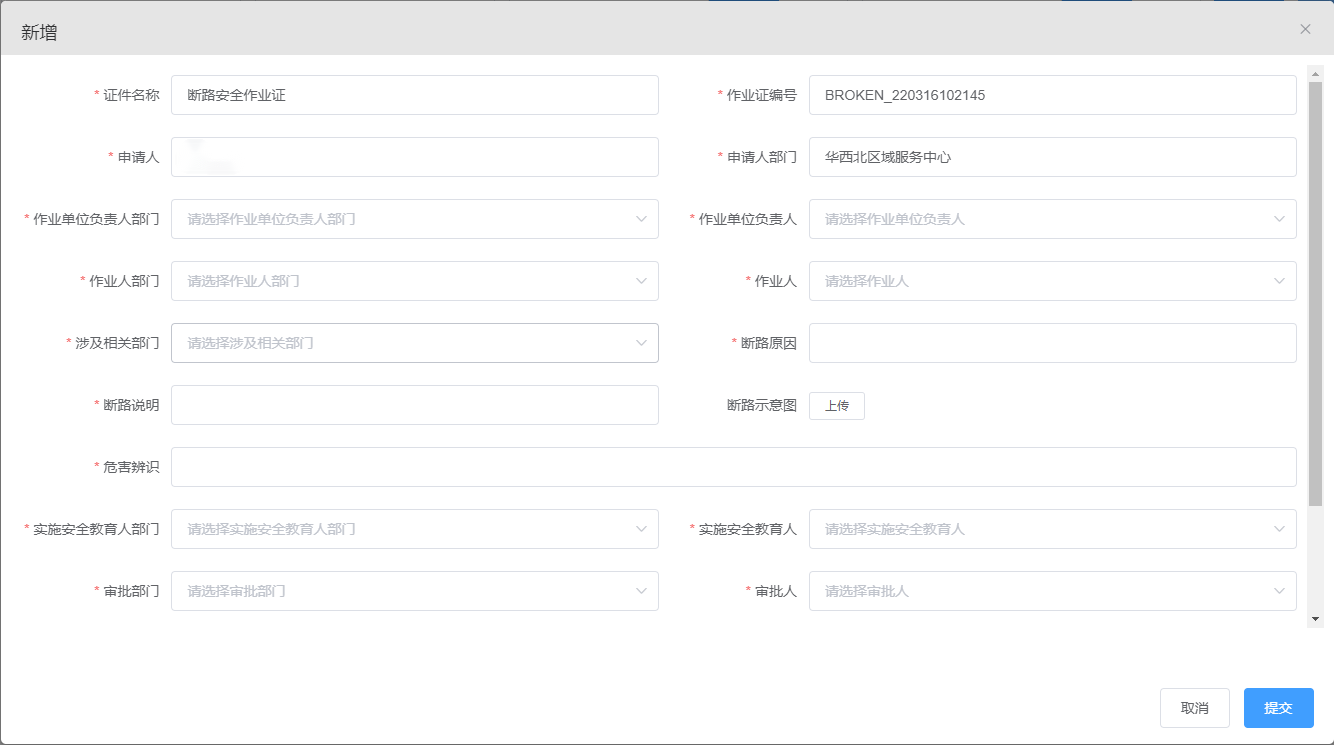 新增
* 证件名称 断路安全作业证 * 作业证编号 BROKEN_220316102145
* 申请人 * 申请人部门 华西北区域服务中心
* 作业单位负责人部门 请选择作业单位负责人部门 * 作业单位负责人 请选择作业单位负责人
* 作业人部门 请选择作业人部门 * 作业人 请选择作业人
* 涉及相关部门 请选择涉及相关部门 * 断路原因
* 断路说明 断路示意图 上传
* 危害辨识
* 实施安全教育人部门 请选择实施安全教育人部门 * 实施安全教育人 请选择实施安全教育人
* 审批部门 请选择审批部门 * 审批人 请选择审批人
取消 提交